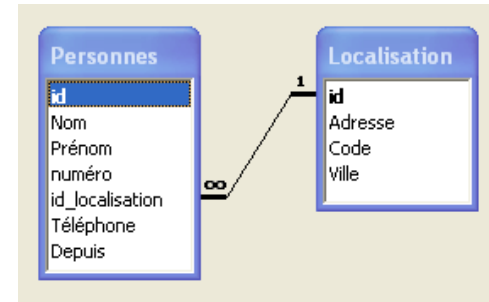 Personnes
id
Nom
Prénom
numéro
id_localisation
Téléphone
Depuis
∞
1
Localisation
id
Adresse
Code
Ville